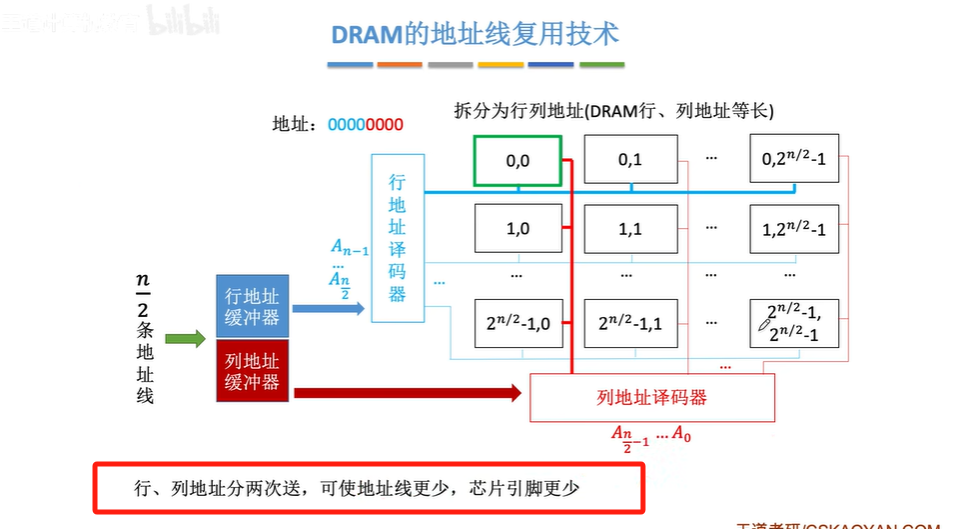 bilibili
DRAM的地址线复用技术
拆分为行列地址(DRAM行、列地址等长)
地址：00000000
0,0
0,1
...
0,2^{n/2}-1
行地址译码器
1,0
1,1
...
1,2^{n/2}-1
A_{n-1}
...
A_{\frac{n}{2}}
...
...
...
...
...
\frac{n}{2}条地址线
行地址
缓冲器
2^{n/2}-1,0
2^{n/2}-1,1
...
2^{n/2}-1,
2^{n/2}-1
列地址
缓冲器
...
列地址译码器
A_{\frac{n}{2}-1} ... A_0
行、列地址分两次送，可使地址线更少，芯片引脚更少